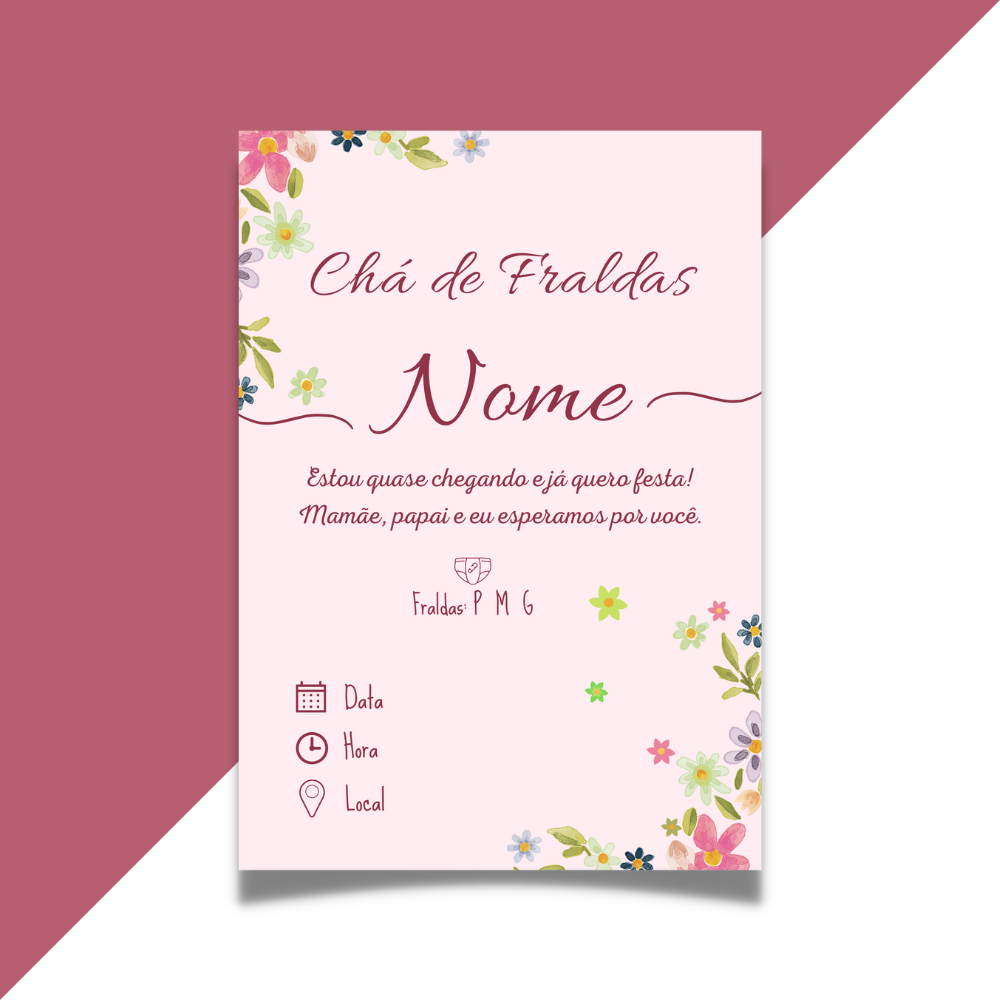 Chá de Fraldas
Nome
Estou quase chegando e já quero festa!
Mamãe, papai e eu esperamos por você.
Fraldas: P M G
Data
Hora
Local